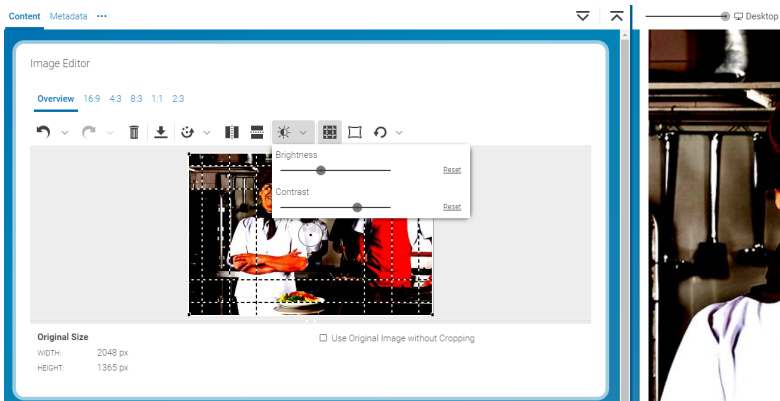 Content Metadata •••
Desktop
Image Editor
Overview 16:9 4:3 8:3 1:1 2:3
Brightness
Reset
Contrast
Reset
Original Size
WIDTH: 2048 px
HEIGHT: 1365 px
Use Original Image without Cropping